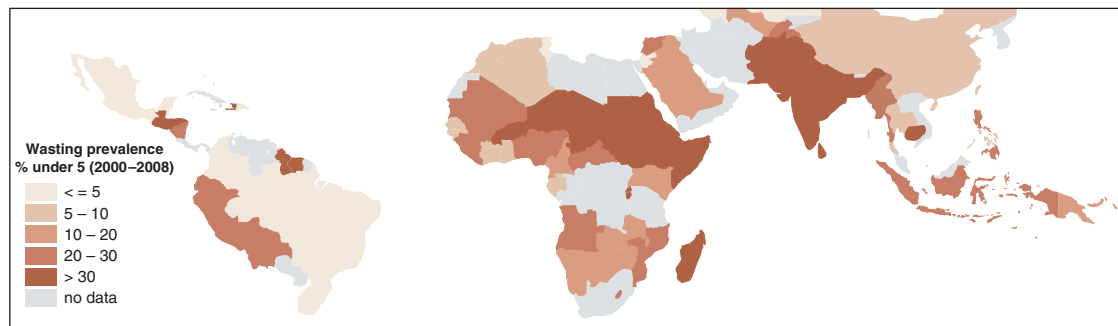 Wasting prevalence
% under 5 (2000–2008)
< = 5
5 – 10
10 – 20
20 – 30
> 30
no data